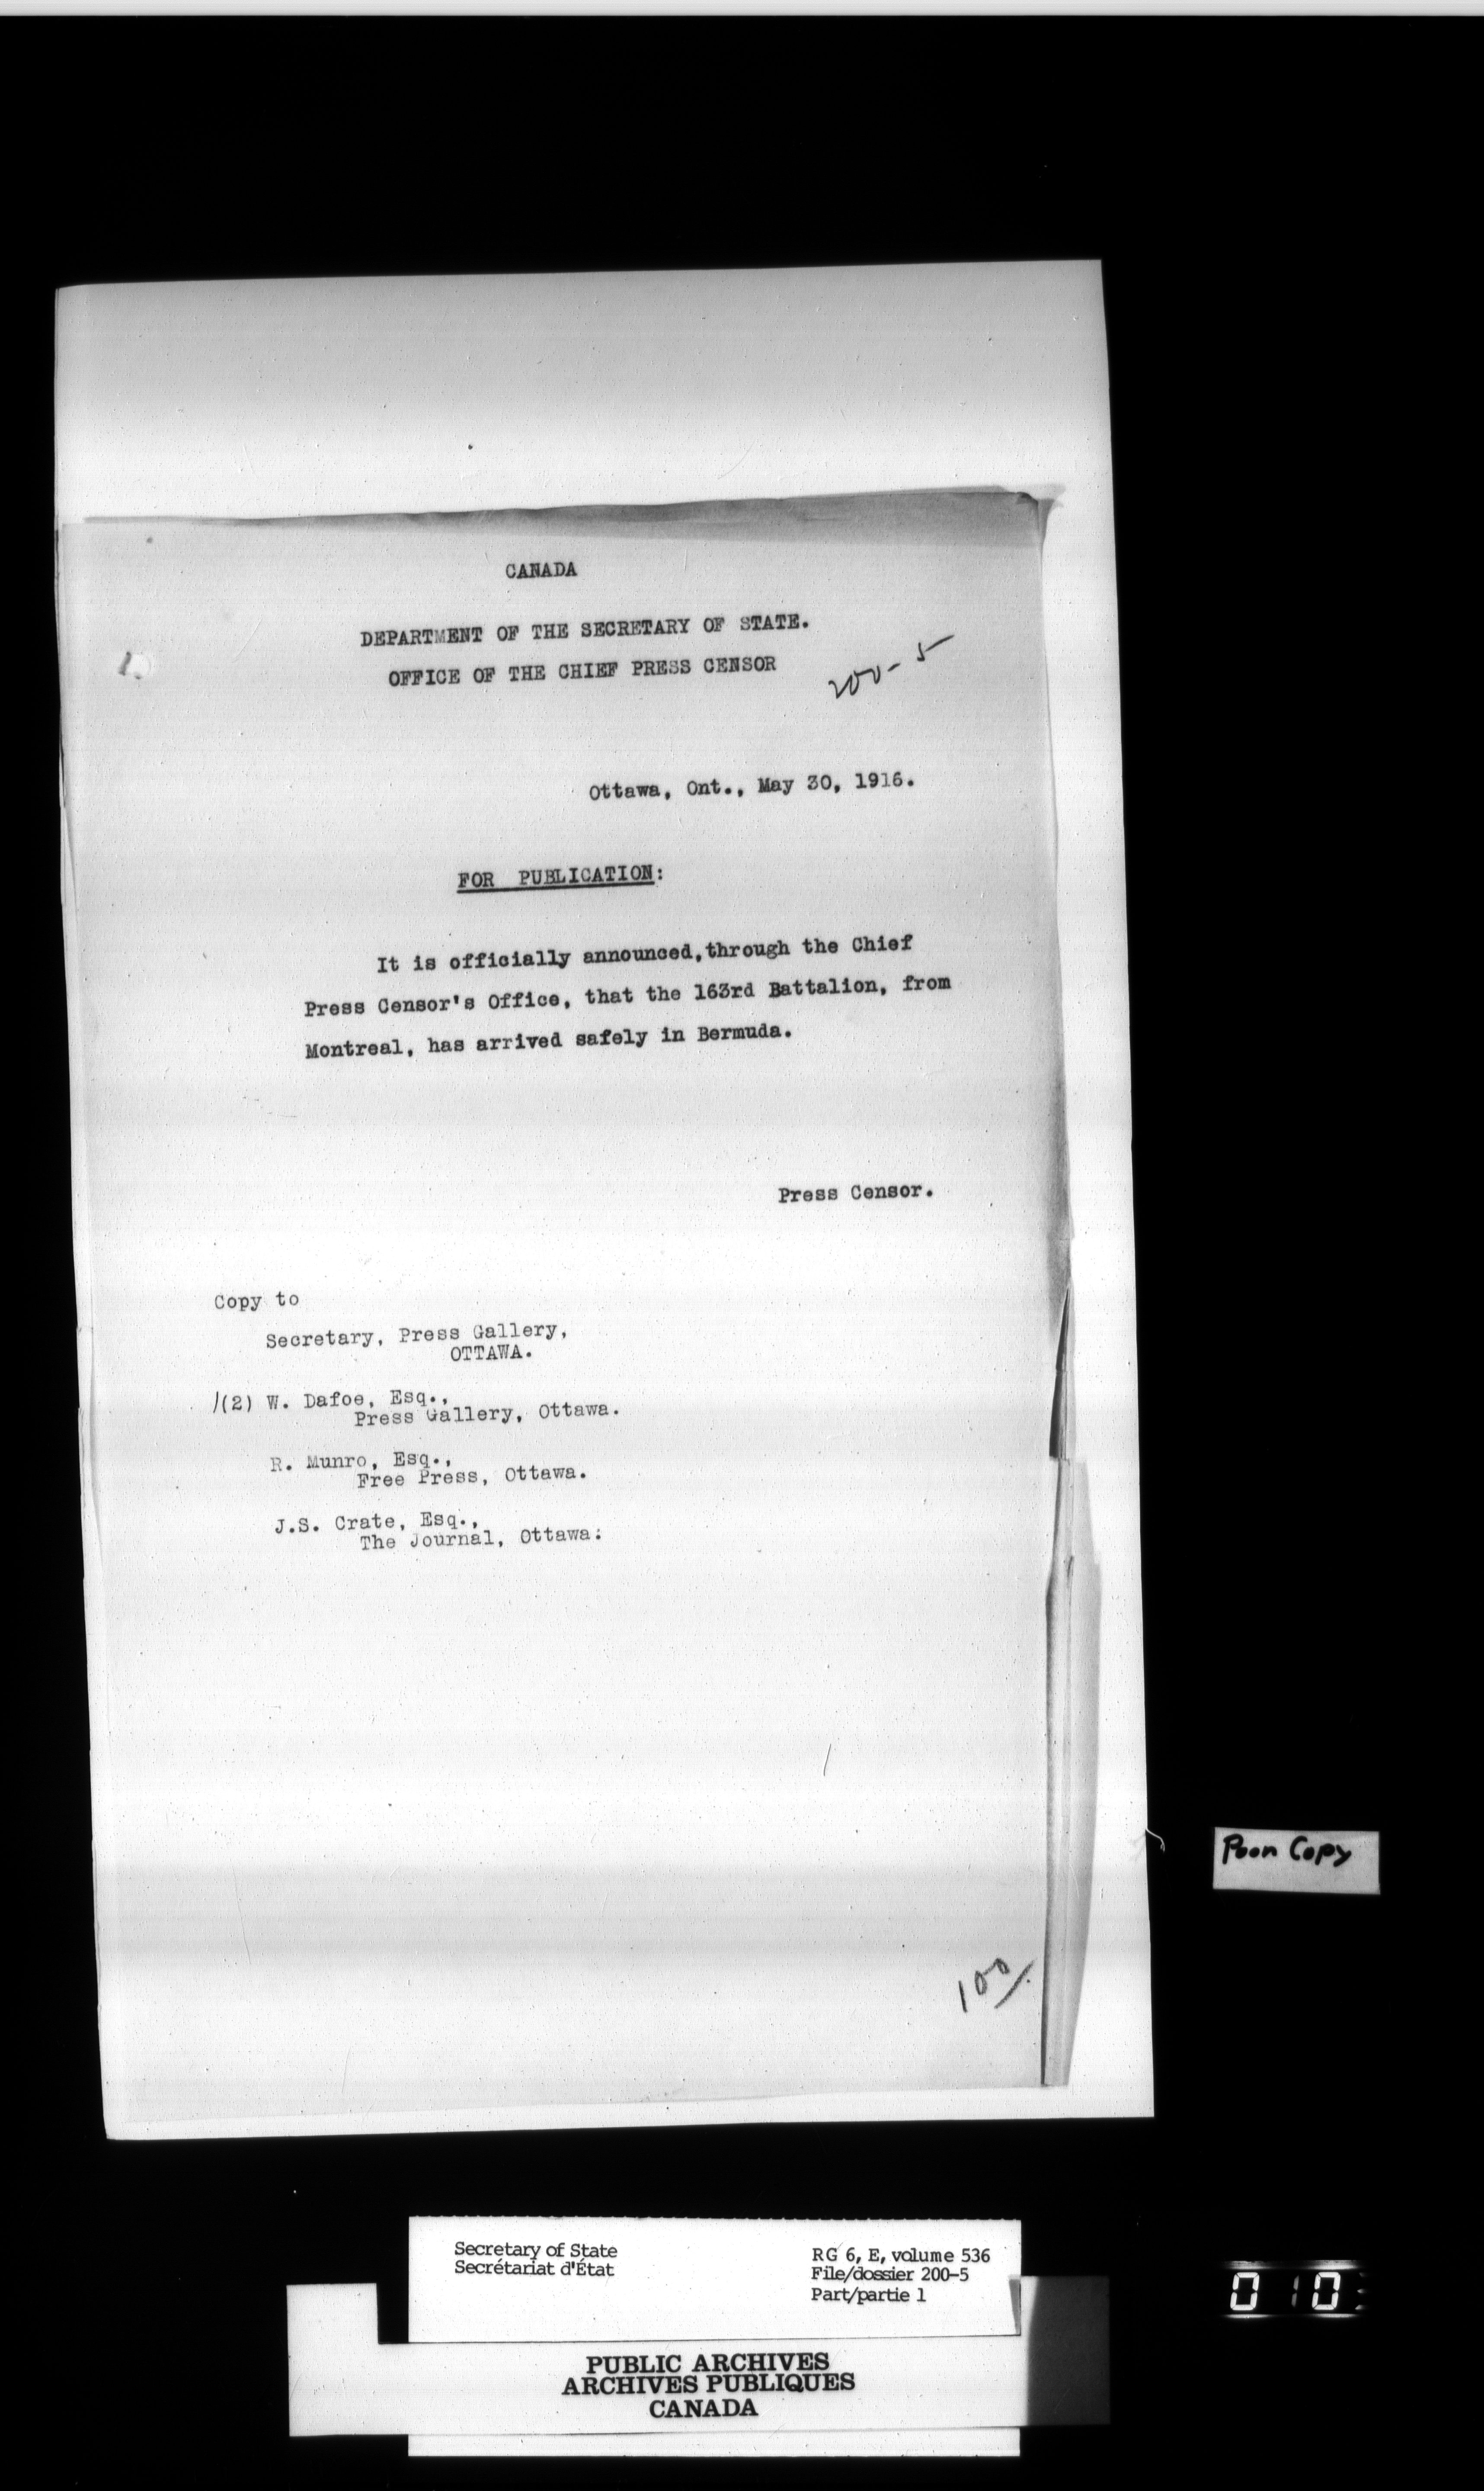 CANADA
DEPARTMENT OF THE SECRETARY OF STATE.
OFFICE OF THE CHIEF PRESS CENSOR
200-5
Ottawa, Ont., May 30, 1916.
FOR PUBLICATION:
It is officially announced, through the Chief
Press Censor's Office, that the 163rd Battalion, from
Montreal, has arrived safely in Bermuda.
Press Censor.
Copy to
Secretary, Press Gallery,
OTTAWA.
/(2) W. Dafoe, Esq.,
Press Gallery, Ottawa.
R. Munro, Esq.,
Free Press, Ottawa.
J.S. Crate, Esq.,
The Journal, Ottawa.
Poor Copy
100/.
Secretary of State
Secrétariat d'État
RG 6, E, volume 536
File/dossier 200-5
Part/partie 1
PUBLIC ARCHIVES
ARCHIVES PUBLIQUES
CANADA